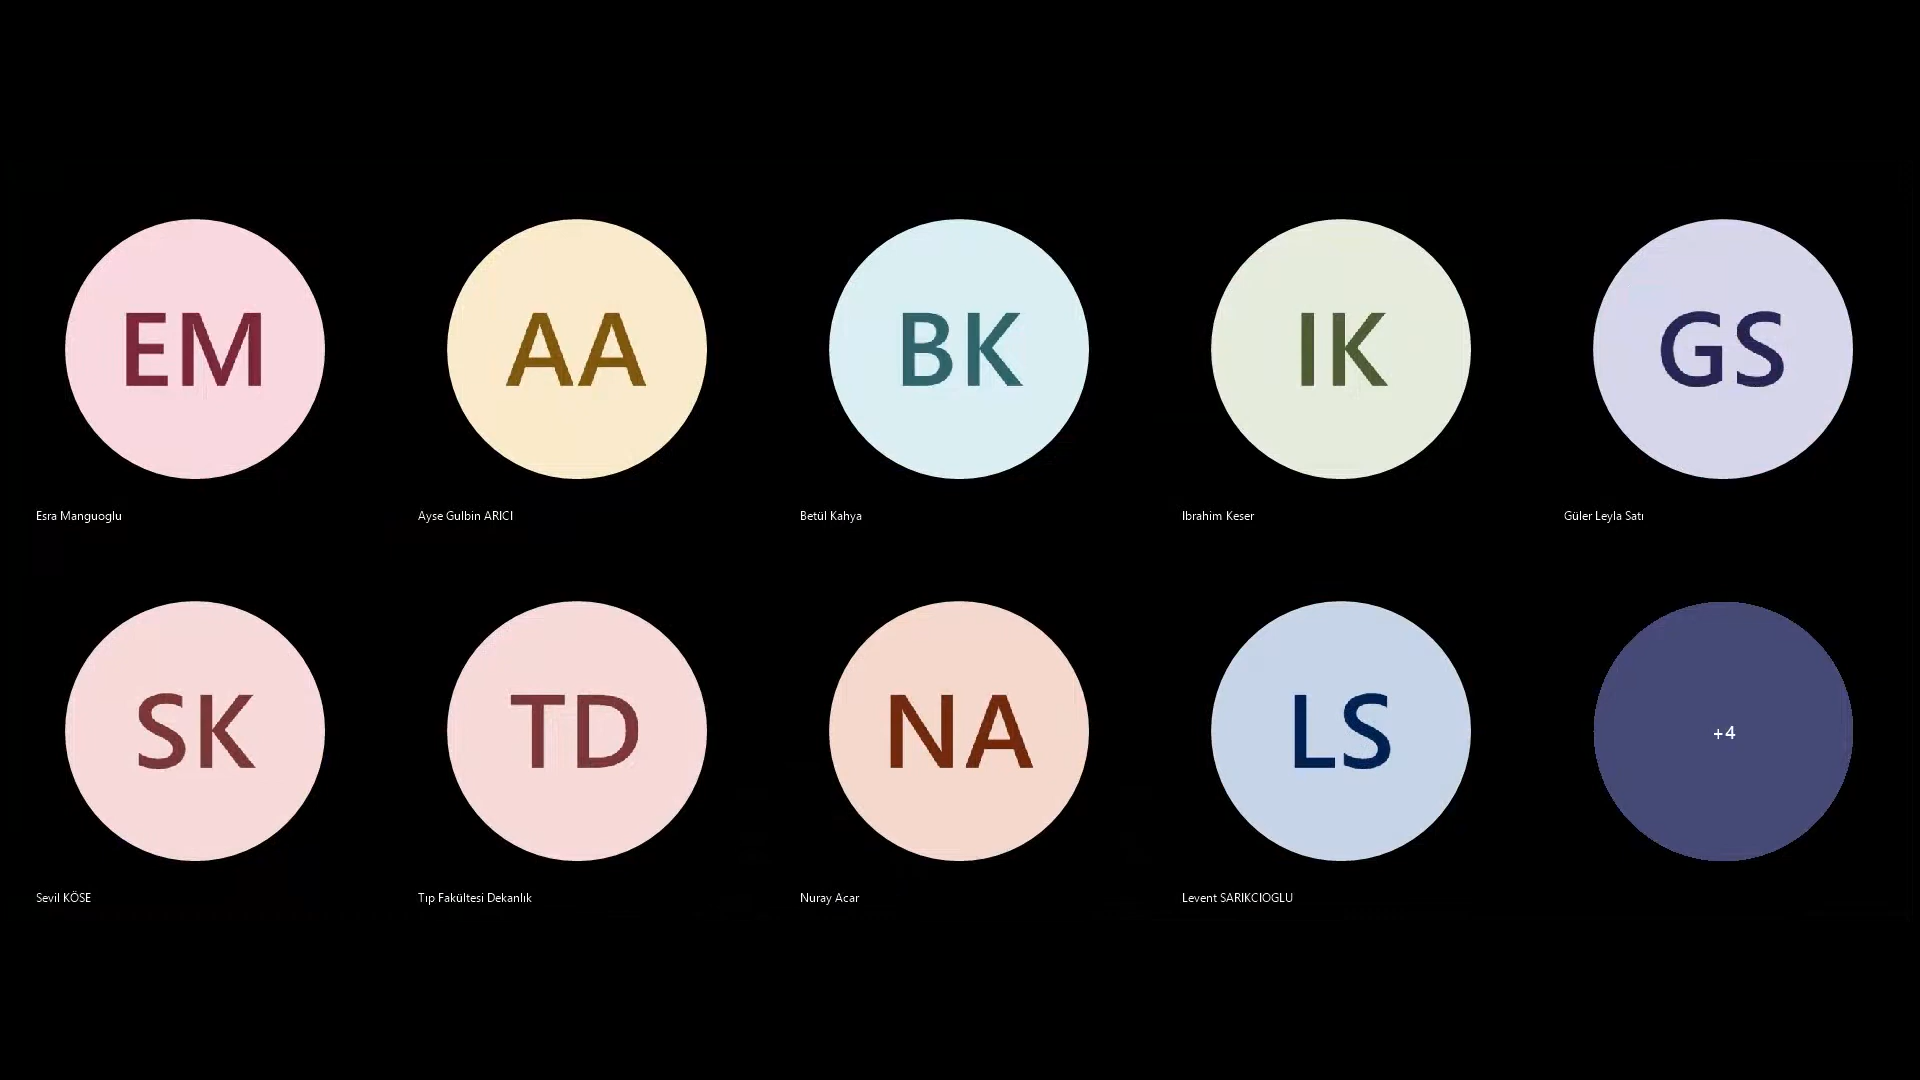 EM
AA
BK
IK
GS
Esra Manguoglu
Ayse Gulbin ARICI
Betül Kahya
Ibrahim Keser
Güler Leyla Satı
SK
TD
NA
LS
+4
Sevil KÖSE
Tıp Fakültesi Dekanlık
Nuray Acar
Levent SARIKCIOGLU